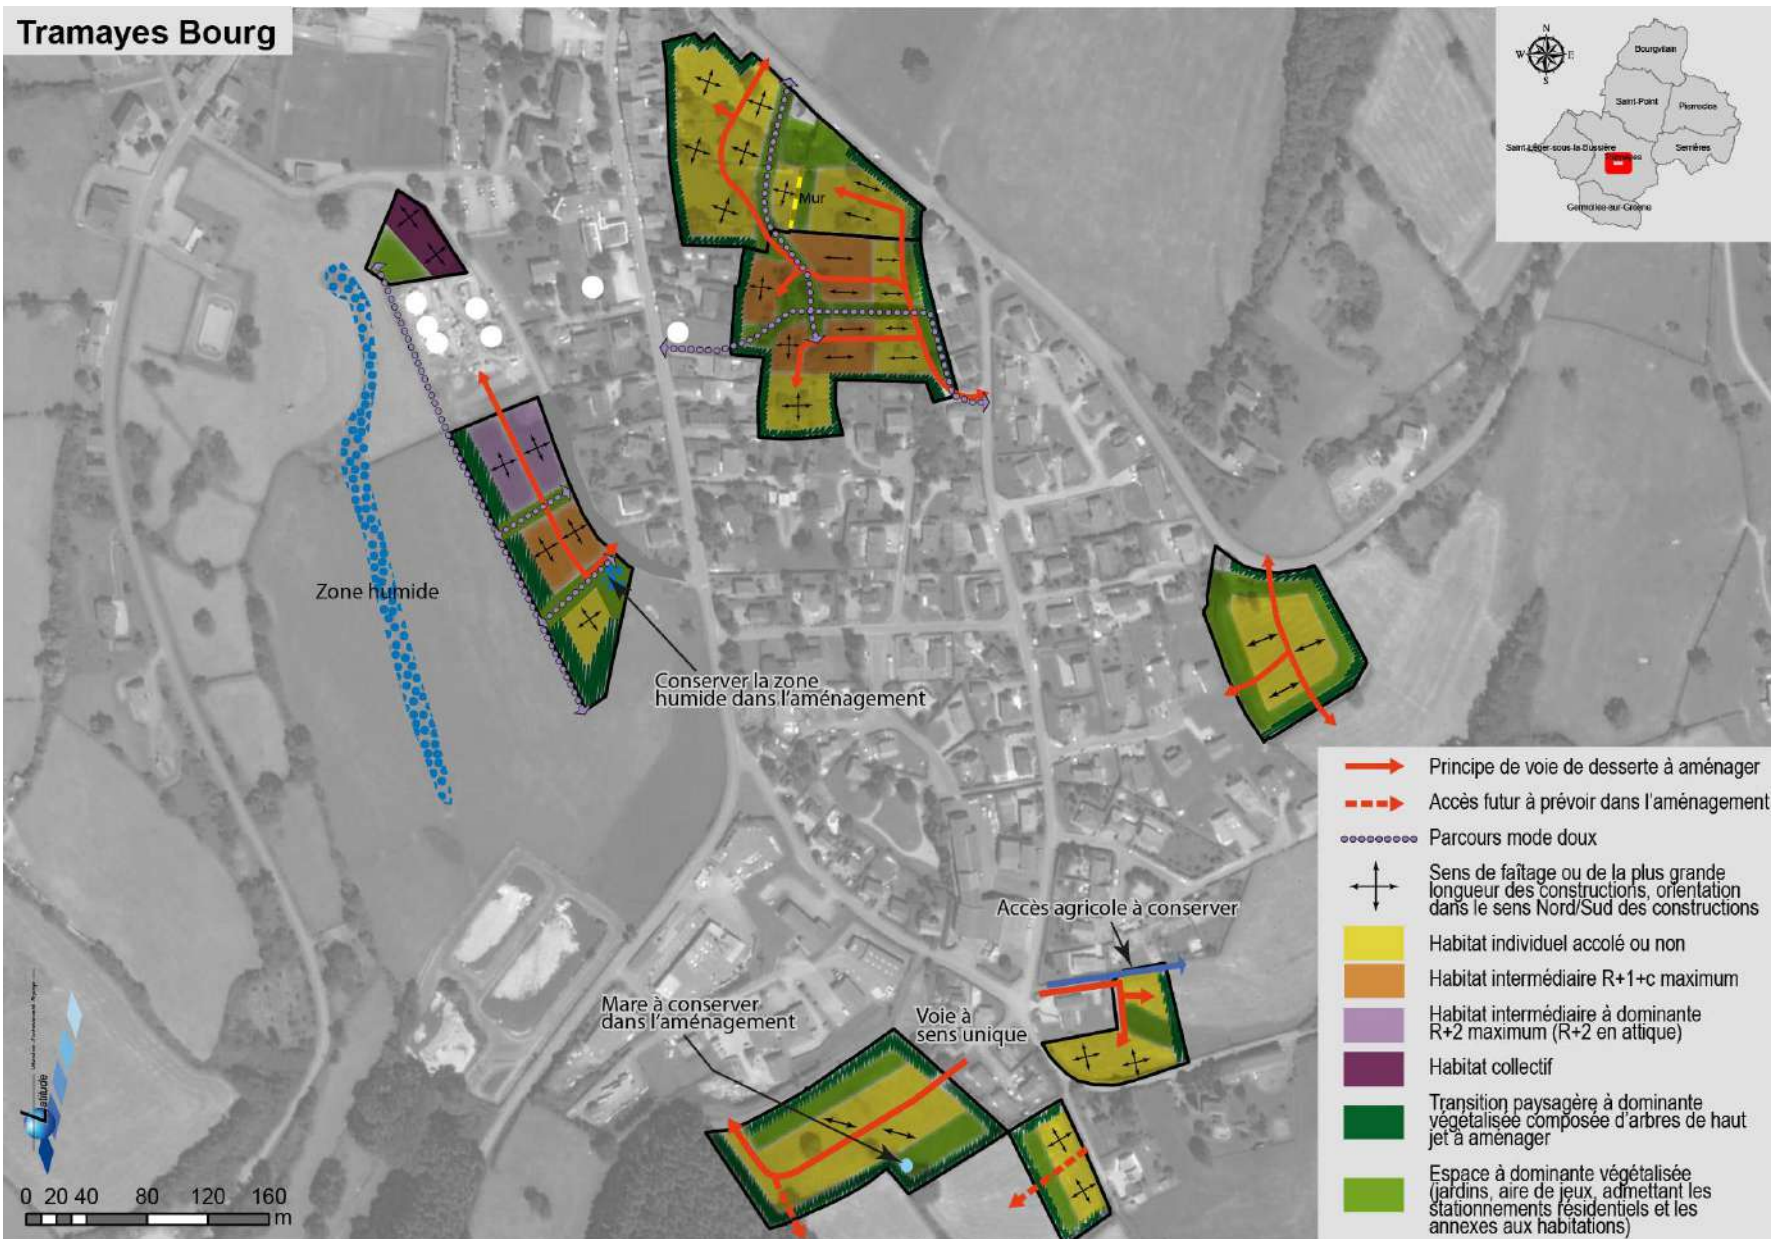 Tramayes Bourg
N
W
E
S
Bourgvilain
Saint-Point
Pierreclos
Saint-Léger-sous-la-Bussière
Tramayes
Serrières
Germolles-sur-Grosne
Mur
Zone humide
Conserver la zone
humide dans l'aménagement
Accès agricole à conserver
Mare à conserver
dans l'aménagement
Voie à
sens unique
Principe de voie de desserte à aménager
Accès futur à prévoir dans l'aménagement
Parcours mode doux
Sens de faîtage ou de la plus grande
longueur des constructions, orientation
dans le sens Nord/Sud des constructions
Habitat individuel accolé ou non
Habitat intermédiaire R+1+c maximum
Habitat intermédiaire à dominante
R+2 maximum (R+2 en attique)
Habitat collectif
Transition paysagère à dominante
végetalisée composée d'arbres de haut
jet à aménager
Espace à dominante végétalisée
(jardins, aire de jeux, admettant les
stationnements résidentiels et les
annexes aux habitations)
Latitude
0 20 40 80 120 160
m